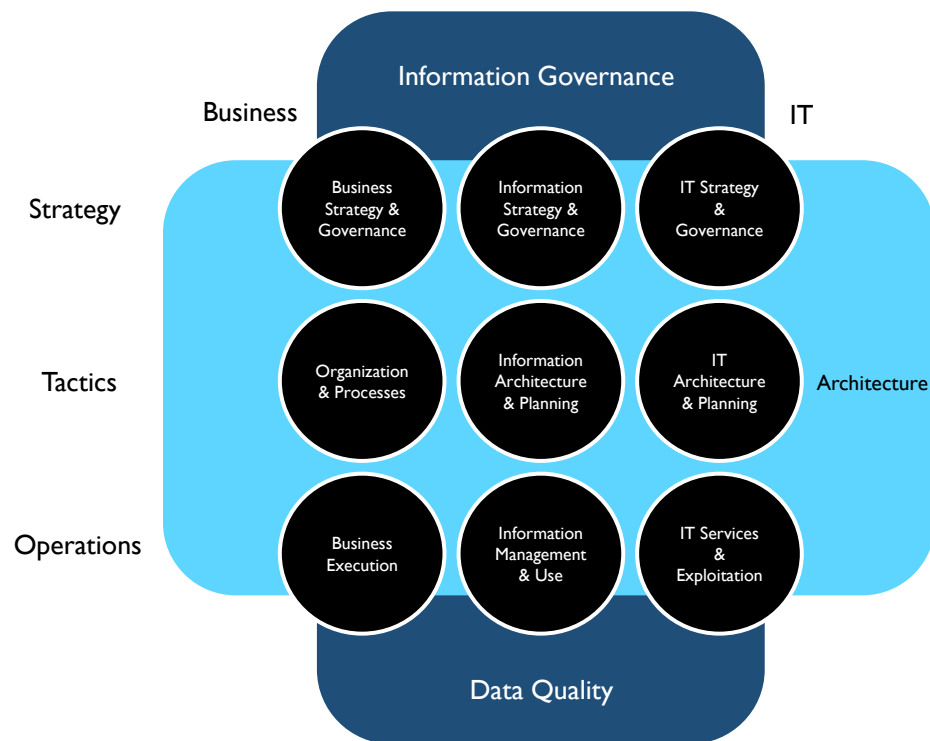 Information Governance
Business
IT
Strategy
Business
Strategy &
Governance
Information
Strategy &
Governance
IT Strategy
&
Governance
Tactics
Organization
& Processes
Information
Architecture
& Planning
IT
Architecture
& Planning
Architecture
Operations
Business
Execution
Information
Management
& Use
IT Services
&
Exploitation
Data Quality